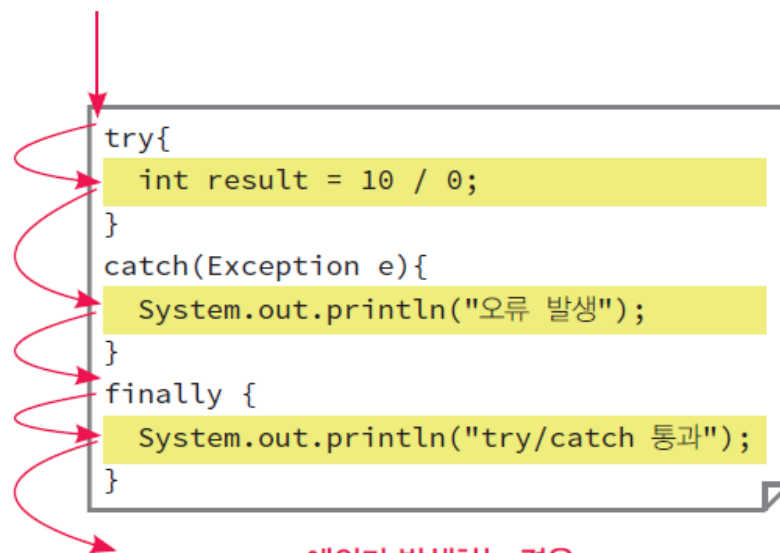 try{
int result = 10 / 0;
}
catch(Exception e){
System.out.println("오류 발생");
}
finally {
System.out.println("try/catch 통과");
}